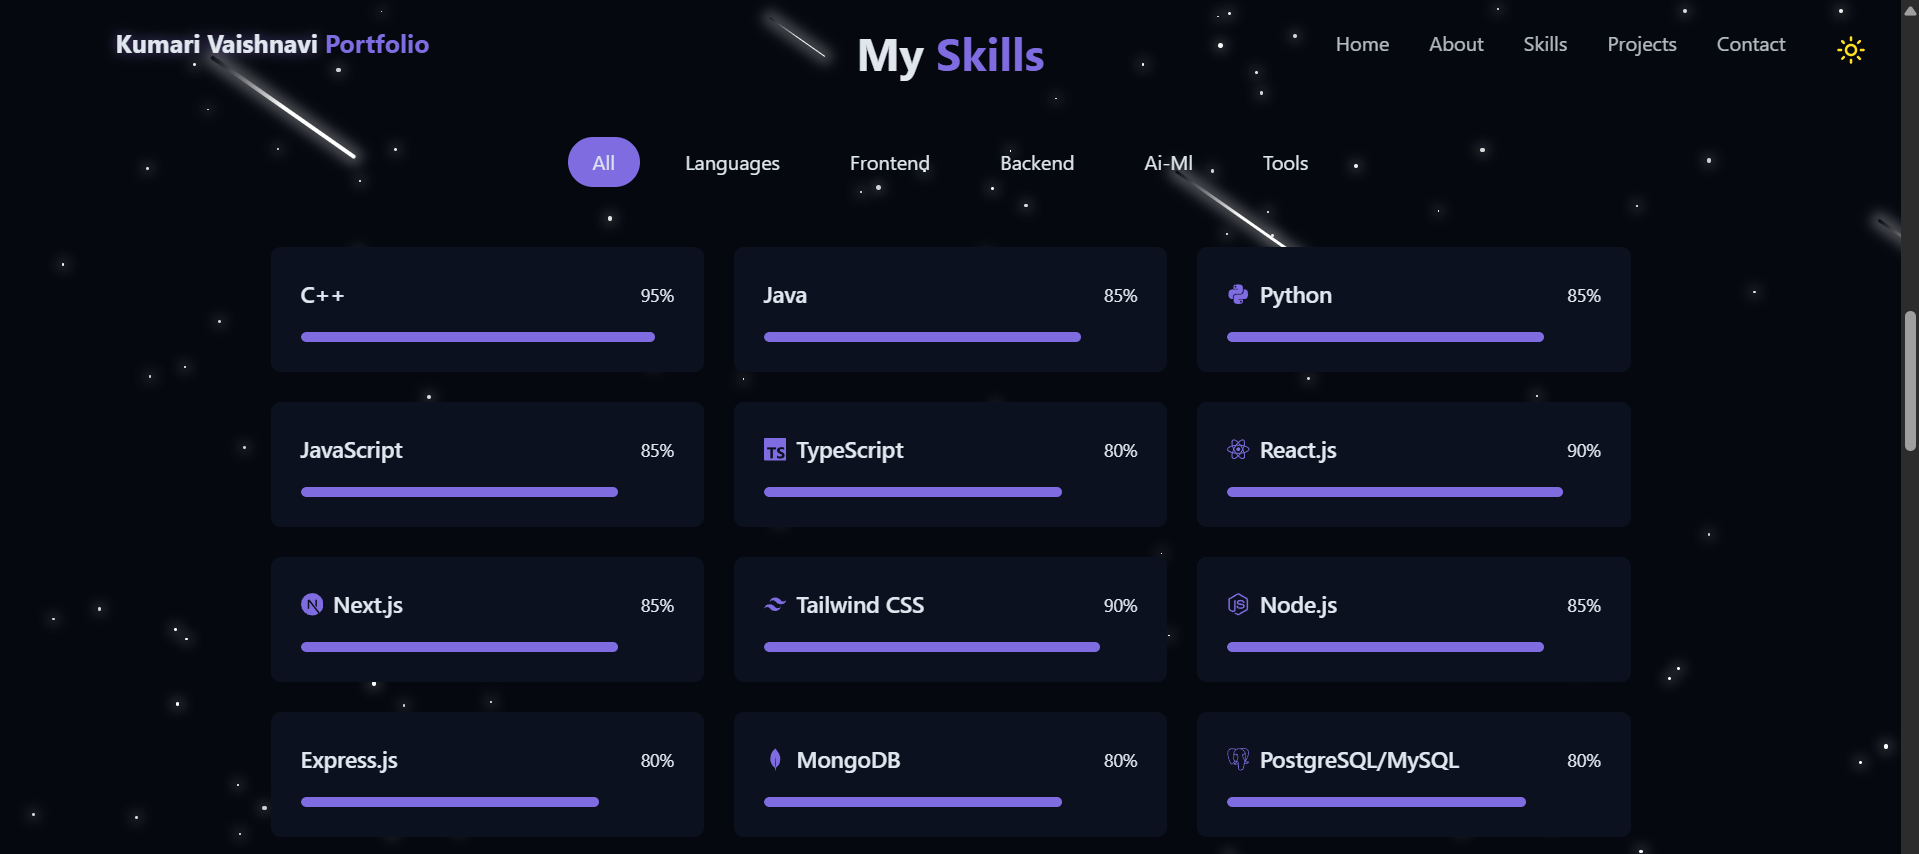 Kumari Vaishnavi Portfolio
My Skills
Home About Skills Projects Contact
All Languages Frontend Backend Ai-Ml Tools
C++ 95%
Java 85%
Python 85%
JavaScript 85%
TS TypeScript 80%
React.js 90%
N Next.js 85%
Tailwind CSS 90%
JS Node.js 85%
Express.js 80%
MongoDB 80%
PostgreSQL/MySQL 80%